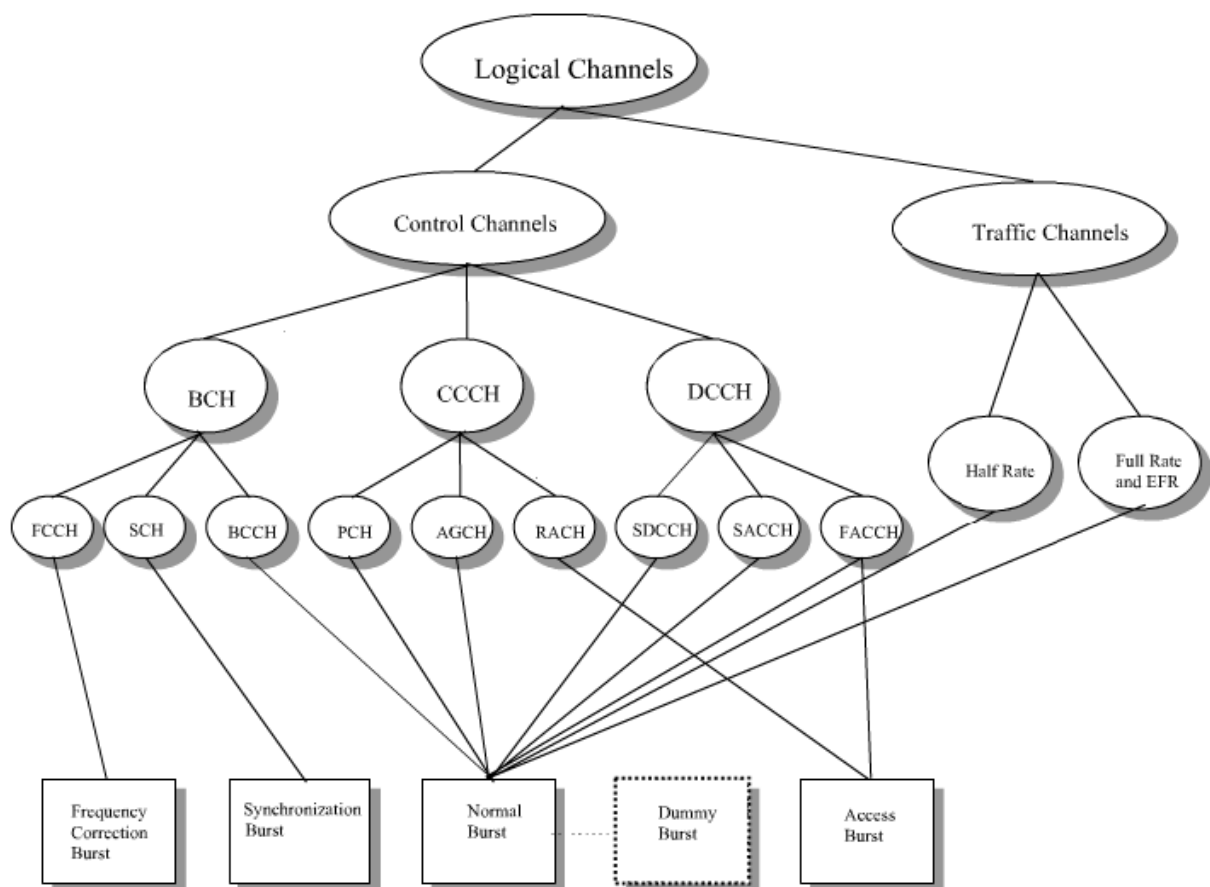 Logical Channels
Control Channels
Traffic Channels
BCH
CCCH
DCCH
Half Rate
Full Rate
and EFR
FCCH
SCH
BCCH
PCH
AGCH
RACH
SDCCH
SACCH
FACCH
Frequency
Correction
Burst
Synchronization
Burst
Normal
Burst
Dummy
Burst
Access
Burst